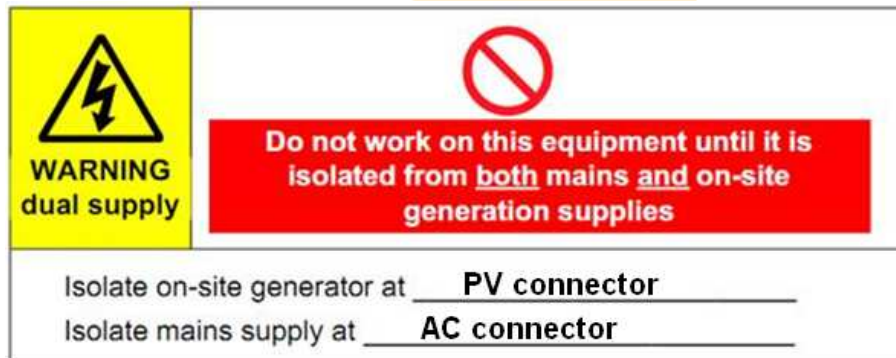 WARNING
dual supply
Do not work on this equipment until it is
isolated from both mains and on-site
generation supplies
Isolate on-site generator at PV connector
Isolate mains supply at AC connector